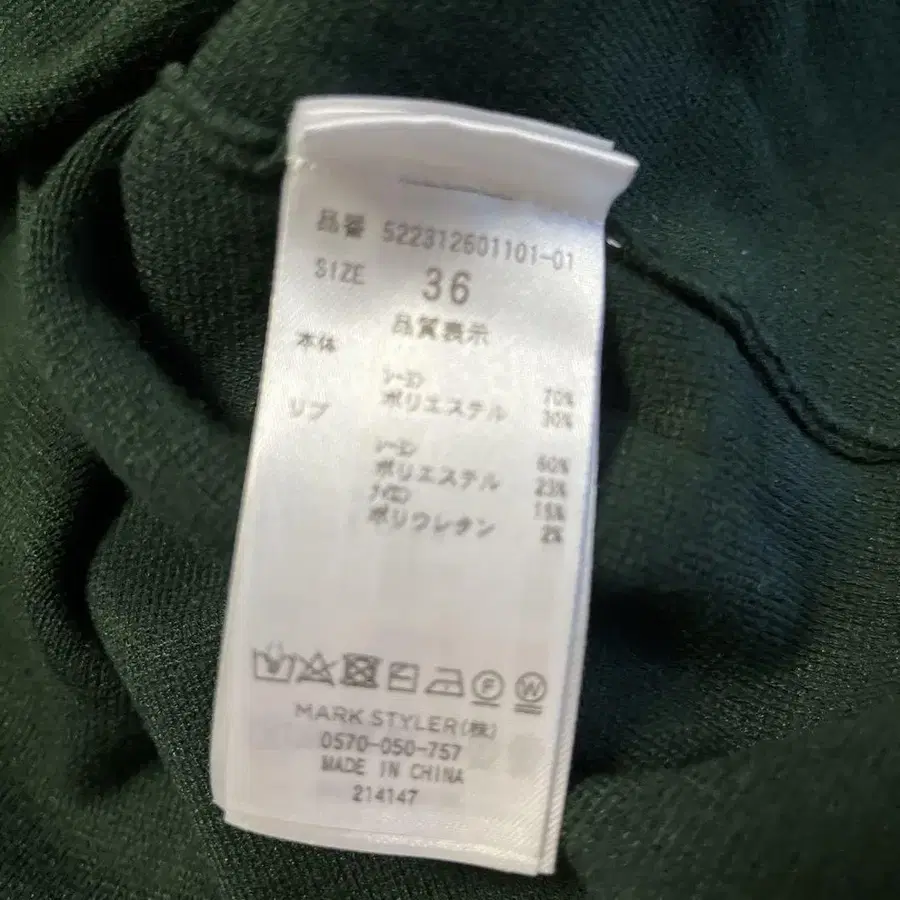 品番 522312601101-01
SIZE 36
品質表示
本体
レーヨン 70%
ポリエステル 30%
リブ
レーヨン 60%
ポリエステル 23%
ナイロン 15%
ポリウレタン 2%
F W
MARK STYLER(株)
0570-050-757
MADE IN CHINA
214147